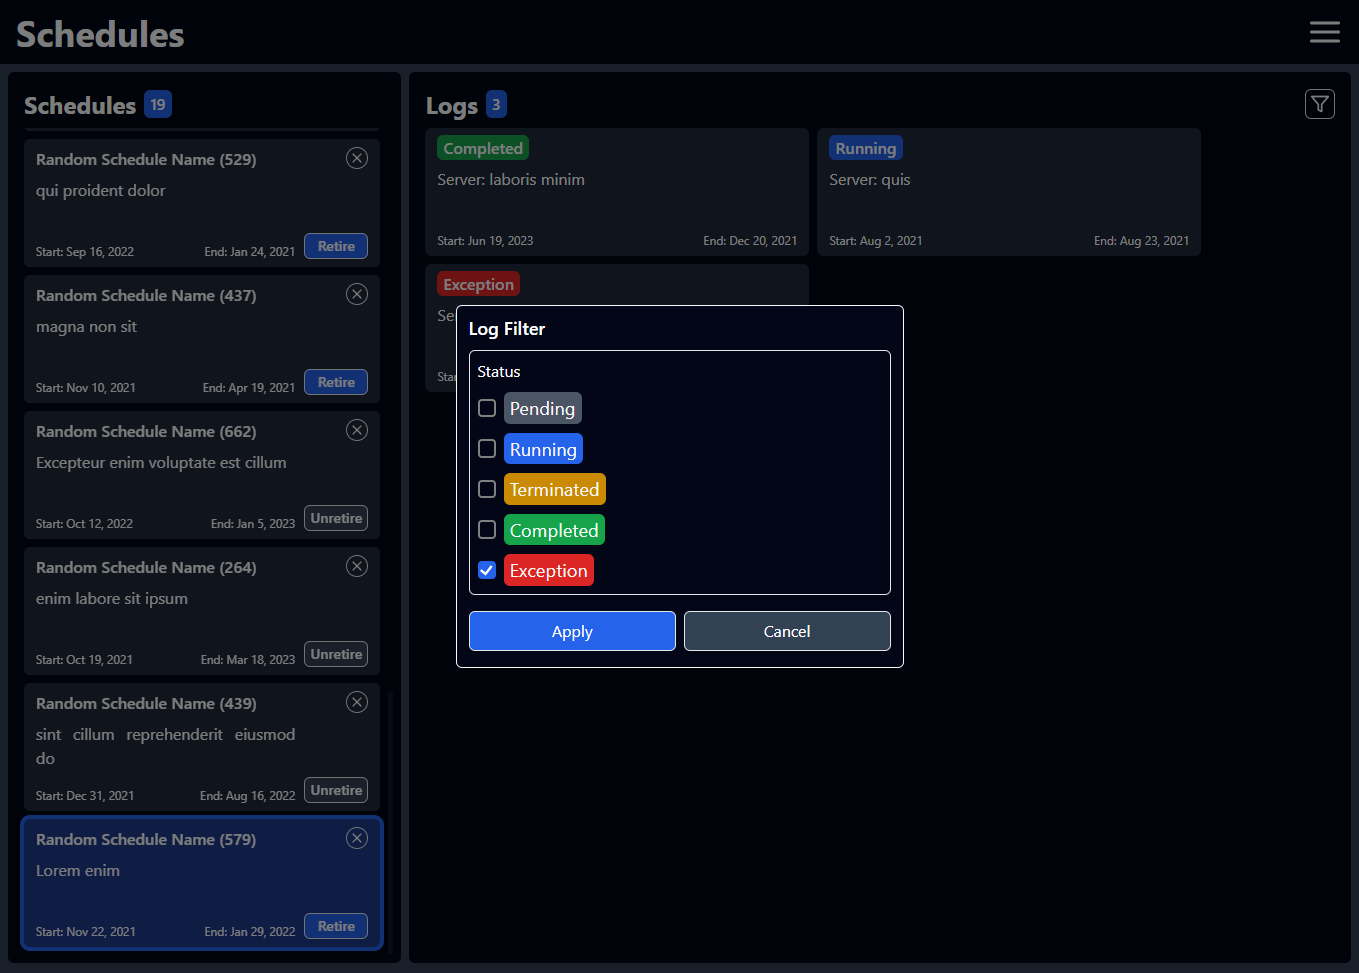 Schedules
Schedules 19
Random Schedule Name (529)
qui proident dolor
Start: Sep 16, 2022 End: Jan 24, 2021 Retire
Random Schedule Name (437)
magna non sit
Start: Nov 10, 2021 End: Apr 19, 2021 Retire
Random Schedule Name (662)
Excepteur enim voluptate est cillum
Start: Oct 12, 2022 End: Jan 5, 2023 Unretire
Random Schedule Name (264)
enim labore sit ipsum
Start: Oct 19, 2021 End: Mar 18, 2023 Unretire
Random Schedule Name (439)
sint cillum reprehenderit eiusmod
do
Start: Dec 31, 2021 End: Aug 16, 2022 Unretire
Random Schedule Name (579)
Lorem enim
Start: Nov 22, 2021 End: Jan 29, 2022 Retire
Logs 3
Completed
Server: laboris minim
Start: Jun 19, 2023 End: Dec 20, 2021
Running
Server: quis
Start: Aug 2, 2021 End: Aug 23, 2021
Exception
Log Filter
Status
Pending
Running
Terminated
Completed
Exception
Apply Cancel